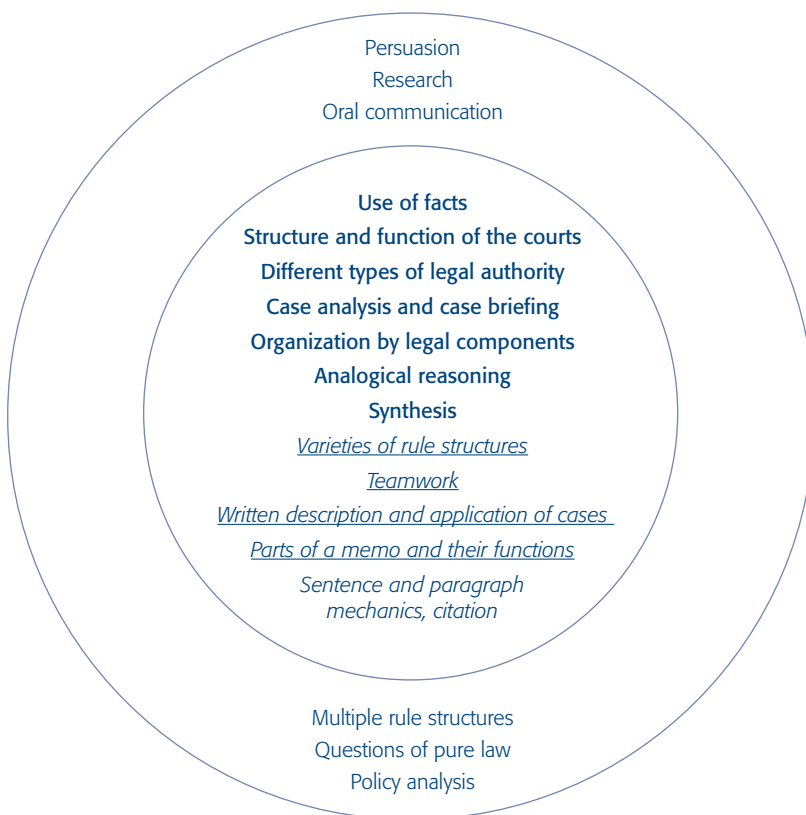 Persuasion
Research
Oral communication
Use of facts
Structure and function of the courts
Different types of legal authority
Case analysis and case briefing
Organization by legal components
Analogical reasoning
Synthesis
Varieties of rule structures
Teamwork
Written description and application of cases
Parts of a memo and their functions
Sentence and paragraph
mechanics, citation
Multiple rule structures
Questions of pure law
Policy analysis